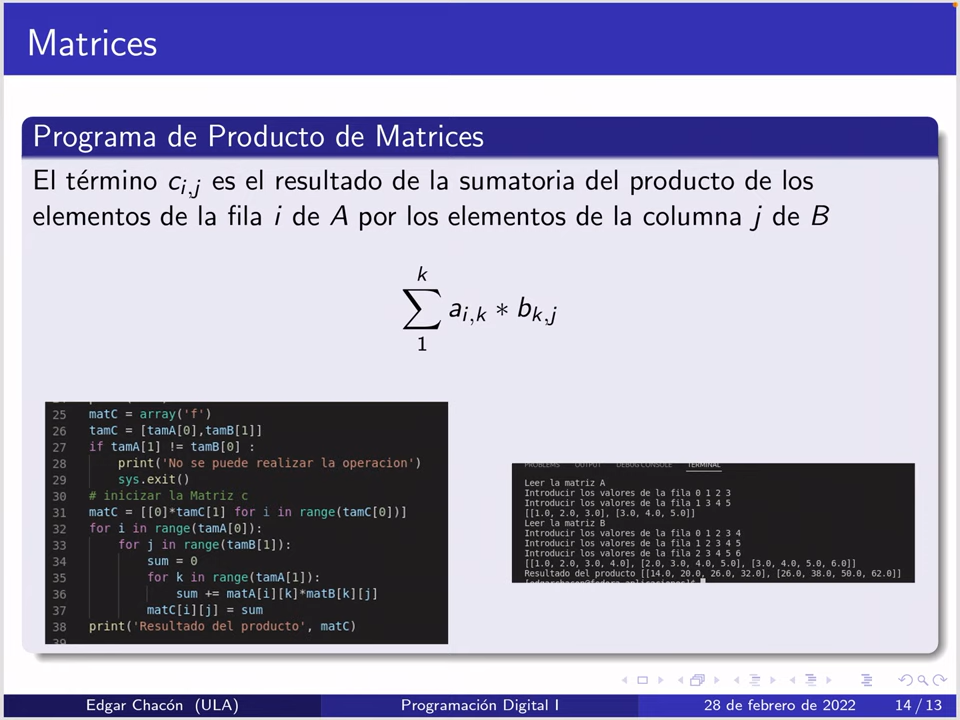 Matrices
Programa de Producto de Matrices
El término c_{i,j} es el resultado de la sumatoria del producto de los
elementos de la fila i de A por los elementos de la columna j de B
k
∑ a_{i,k} ∗ b_{k,j}
1
25 matC = array('f')
26 tamC = [tamA[0],tamB[1]]
27 if tamA[1] != tamB[0] :
28 print('No se puede realizar la operacion')
29 sys.exit()
30 # inicizar la Matriz c
31 matC = [[0]*tamC[1] for i in range(tamC[0])]
32 for i in range(tamA[0]):
33 for j in range(tamB[1]):
34 sum = 0
35 for k in range(tamA[1]):
36 sum += matA[i][k]*matB[k][j]
37 matC[i][j] = sum
38 print('Resultado del producto', matC)
39
PROBLEMS OUTPUT DEBUG CONSOLE TERMINAL
Leer la matriz A
Introducir los valores de la fila 0 1 2 3
Introducir los valores de la fila 1 3 4 5
[[1.0, 2.0, 3.0], [3.0, 4.0, 5.0]]
Leer la matriz B
Introducir los valores de la fila 0 1 2 3 4
Introducir los valores de la fila 1 2 3 4 5
Introducir los valores de la fila 2 3 4 5 6
[[1.0, 2.0, 3.0, 4.0], [2.0, 3.0, 4.0, 5.0], [3.0, 4.0, 5.0, 6.0]]
Resultado del producto [[14.0, 20.0, 26.0, 32.0], [26.0, 38.0, 50.0, 62.0]]
Edgar Chacón (ULA) Programación Digital I 28 de febrero de 2022 14 / 13